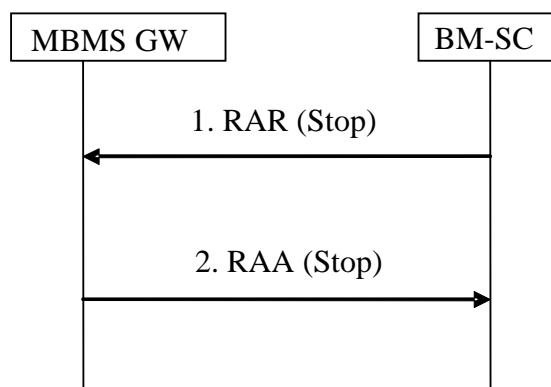 MBMS GW
BM-SC
1. RAR (Stop)
2. RAA (Stop)